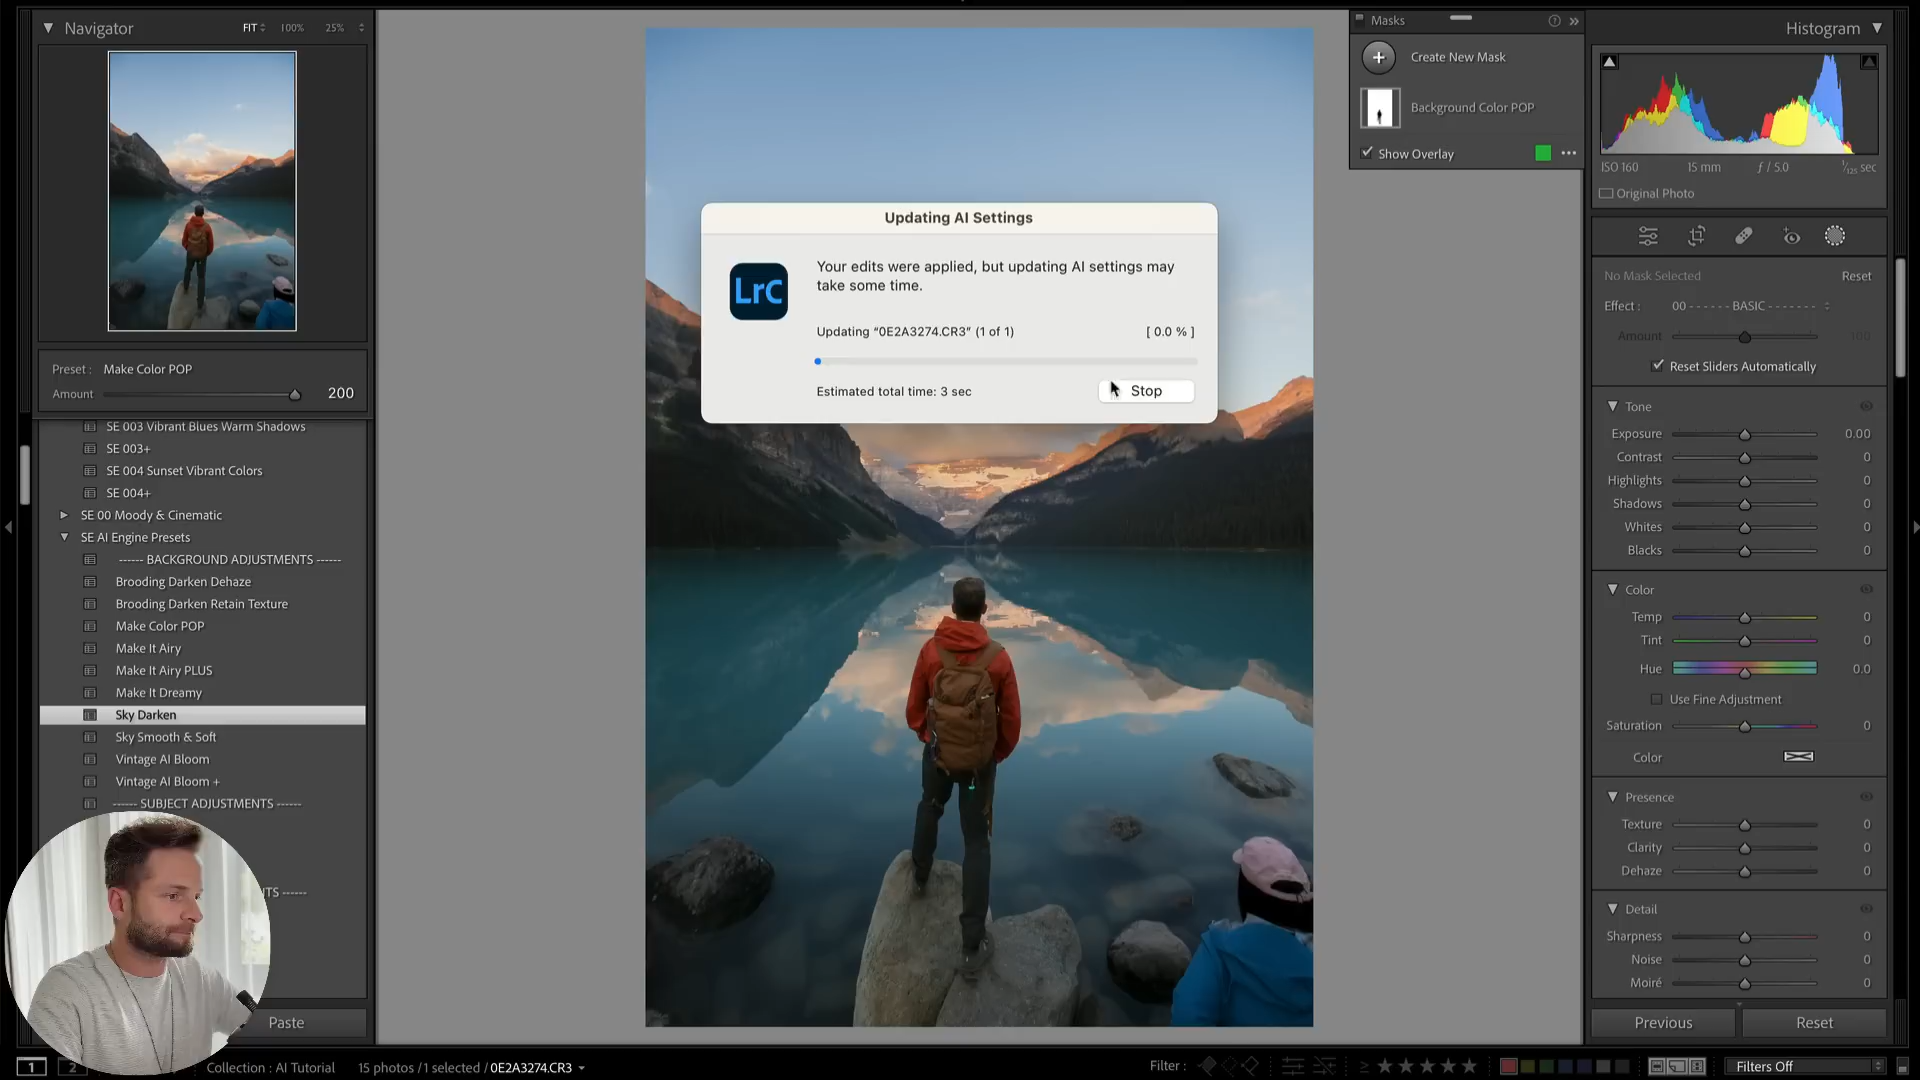 Navigator
FIT
100%
25%
Preset : Make Color POP
Amount 200
SE 003 Vibrant Blues Warm Shadows
SE 003+
SE 004 Sunset Vibrant Colors
SE 004+
SE 00 Moody & Cinematic
SE AI Engine Presets
------ BACKGROUND ADJUSTMENTS ------
Brooding Darken Dehaze
Brooding Darken Retain Texture
Make Color POP
Make It Airy
Make It Airy PLUS
Make It Dreamy
Sky Darken
Sky Smooth & Soft
Vintage AI Bloom
Vintage AI Bloom +
------ SUBJECT ADJUSTMENTS ------
TS ------
Paste
Updating AI Settings
LrC
Your edits were applied, but updating AI settings may
take some time.
Updating “0E2A3274.CR3” (1 of 1) [ 0.0 % ]
Estimated total time: 3 sec
Stop
Masks
Create New Mask
Background Color POP
Show Overlay
Histogram
ISO 160 15 mm ƒ / 5.0 1/125 sec
Original Photo
No Mask Selected Reset
Effect : 00 ------ BASIC -------
Amount 100
Reset Sliders Automatically
Tone
Exposure 0.00
Contrast 0
Highlights 0
Shadows 0
Whites 0
Blacks 0
Color
Temp 0
Tint 0
Hue 0.0
Use Fine Adjustment
Saturation 0
Color
Presence
Texture 0
Clarity 0
Dehaze 0
Detail
Sharpness 0
Noise 0
Moiré 0
Previous
Reset
1
2
Collection : AI Tutorial
15 photos / 1 selected / 0E2A3274.CR3
Filter :
Filters Off